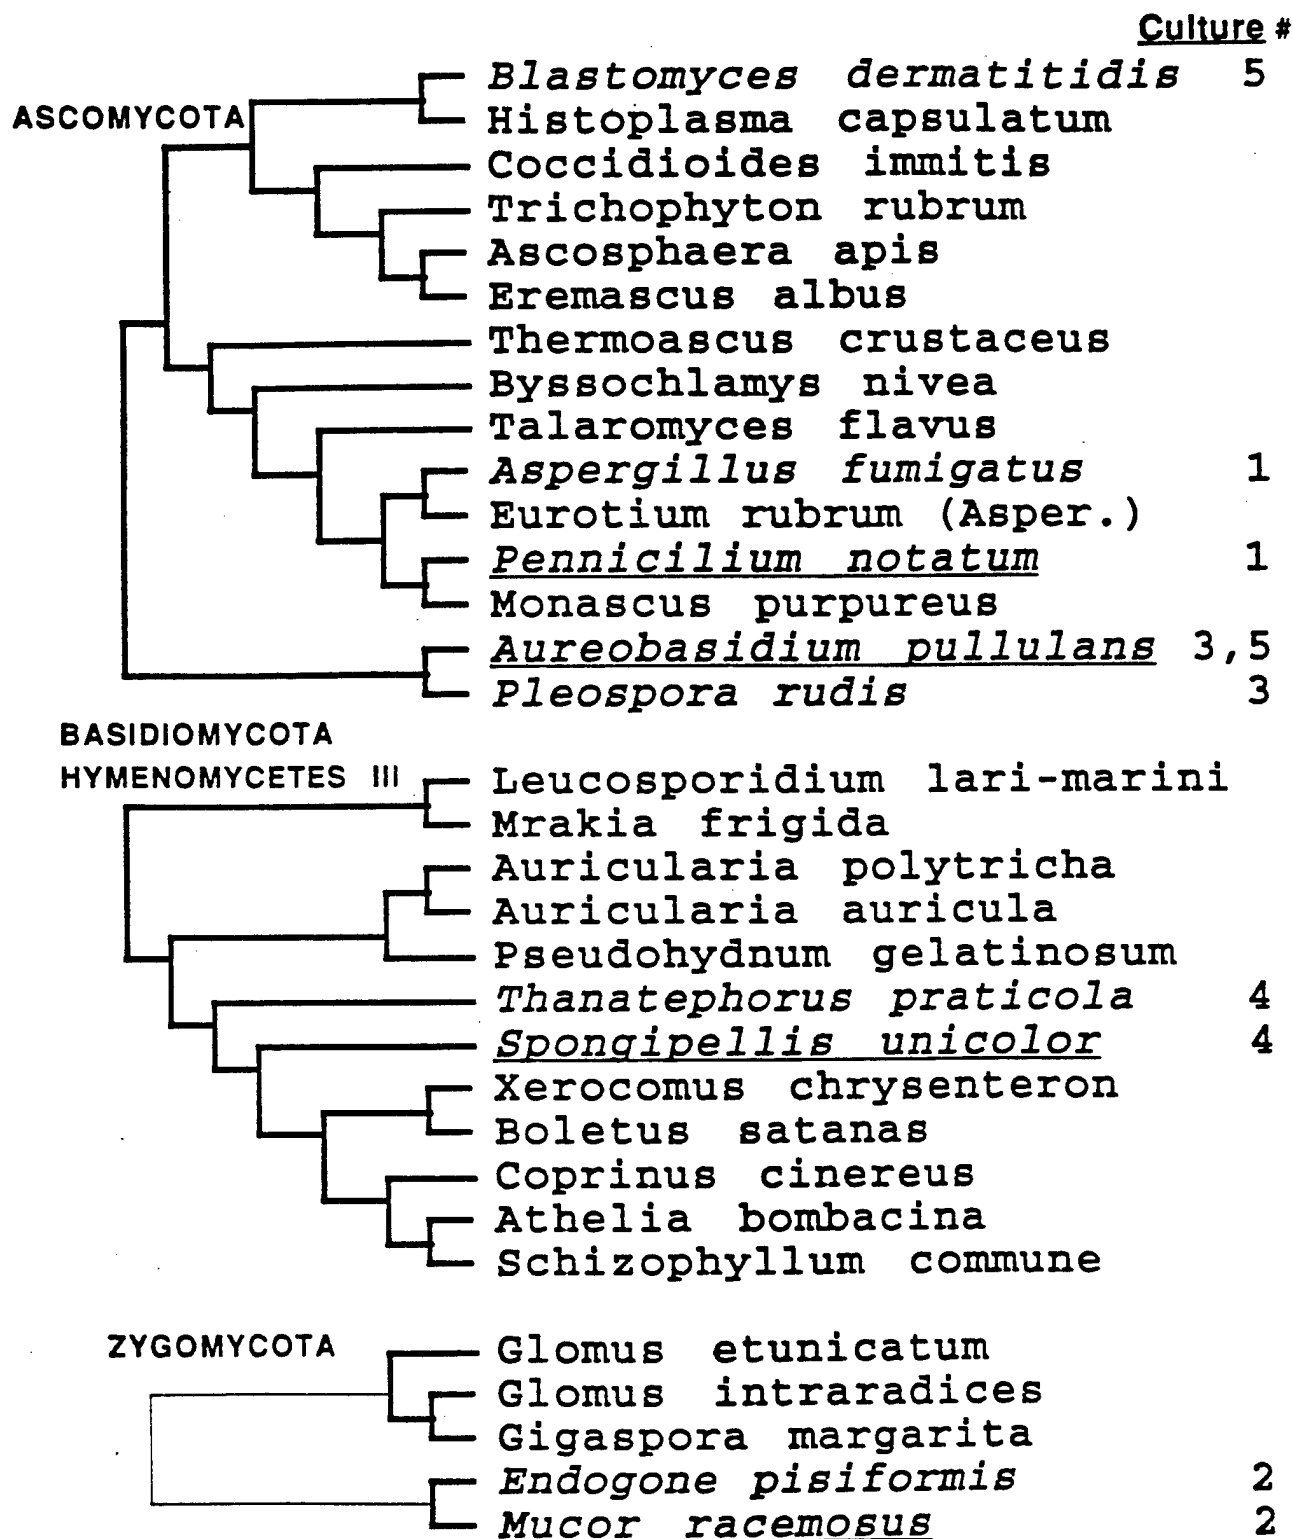 Culture #
Blastomyces dermatitidis 5
ASCOMYCOTA
Histoplasma capsulatum
Coccidioides immitis
Trichophyton rubrum
Ascosphaera apis
Eremascus albus
Thermoascus crustaceus
Byssochlamys nivea
Talaromyces flavus
Aspergillus fumigatus 1
Eurotium rubrum (Asper.)
Pennicilium notatum 1
Monascus purpureus
Aureobasidium pullulans 3,5
Pleospora rudis 3
BASIDIOMYCOTA
HYMENOMYCETES III
Leucosporidium lari-marini
Mrakia frigida
Auricularia polytricha
Auricularia auricula
Pseudohydnum gelatinosum
Thanatephorus praticola 4
Spongipellis unicolor 4
Xerocomus chrysenteron
Boletus satanas
Coprinus cinereus
Athelia bombacina
Schizophyllum commune
ZYGOMYCOTA
Glomus etunicatum
Glomus intraradices
Gigaspora margarita
Endogone pisiformis 2
Mucor racemosus 2